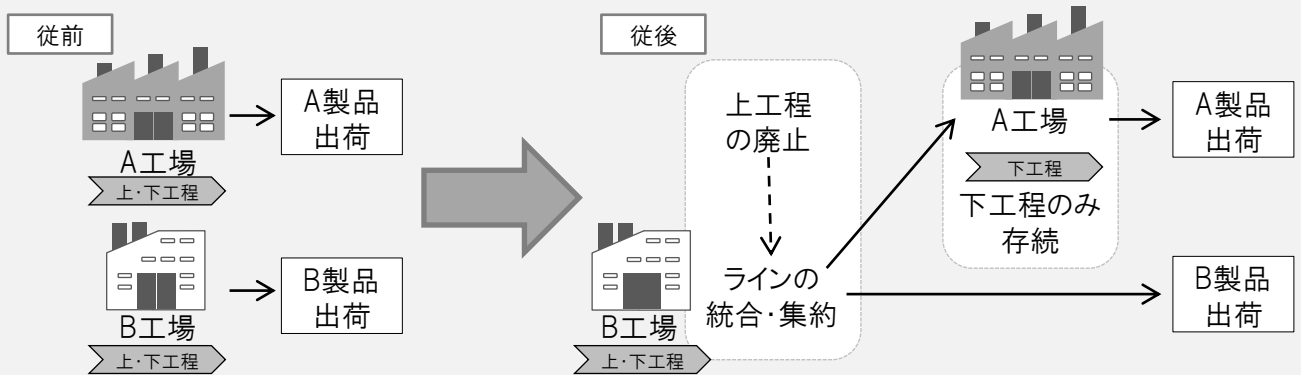 従前
A製品
出荷
A工場
上・下工程
B製品
出荷
B工場
上・下工程
従後
上工程
の廃止
ラインの
統合・集約
B工場
上・下工程
A工場
下工程
下工程のみ
存続
A製品
出荷
B製品
出荷